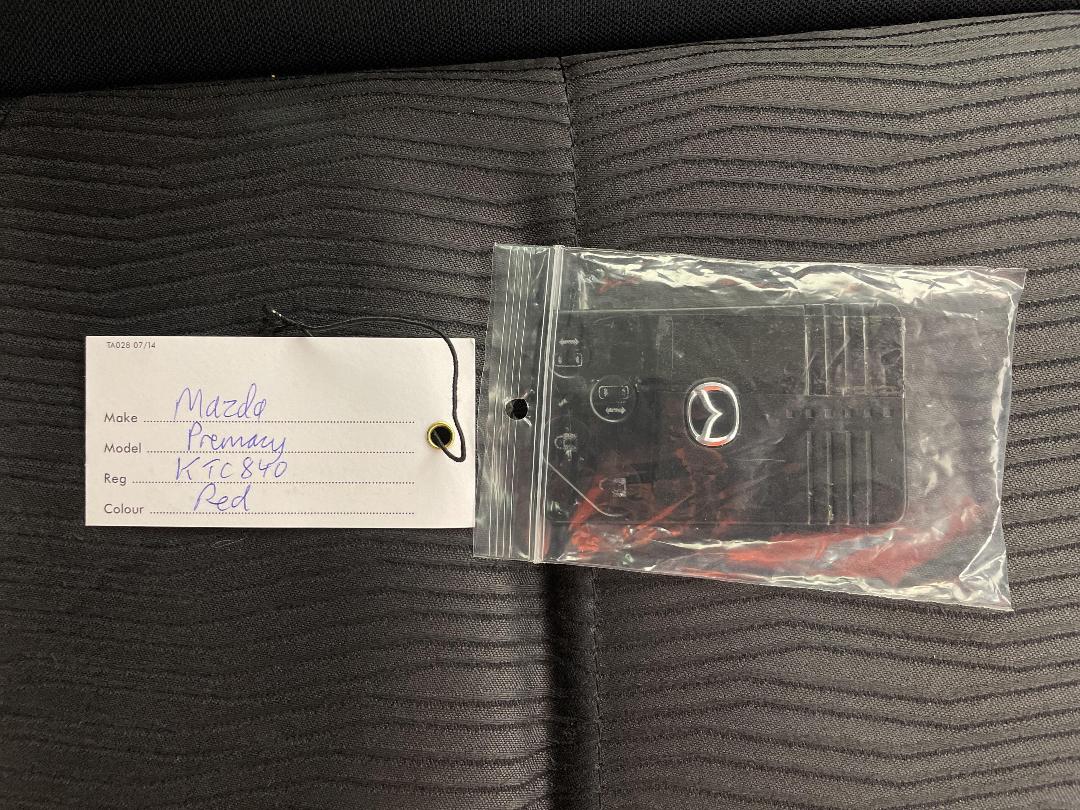 TA028 07/14
Make Mazda
Model Premacy
Reg KTC840
Colour Red